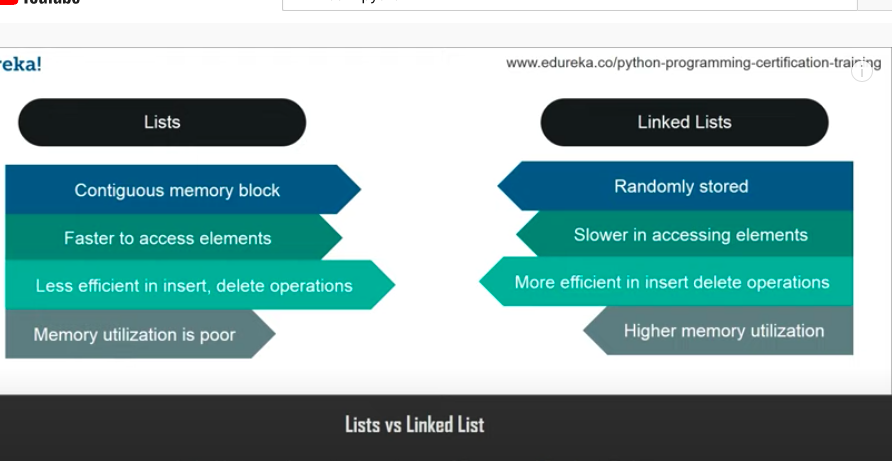 YouTube
reka!
www.edureka.co/python-programming-certification-training
Lists
Contiguous memory block
Faster to access elements
Less efficient in insert, delete operations
Memory utilization is poor
Linked Lists
Randomly stored
Slower in accessing elements
More efficient in insert delete operations
Higher memory utilization
Lists vs Linked List